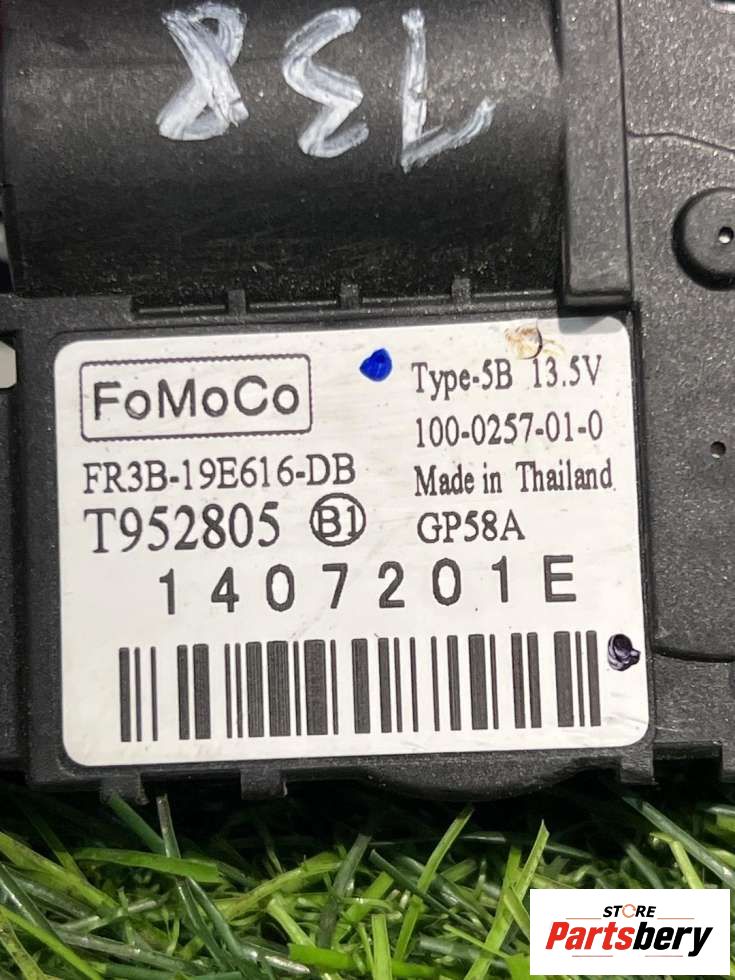 138
FoMoCo
Type-5B 13.5V
100-0257-01-0
FR3B-19E616-DB
Made in Thailand
T952805 B1
GP58A
1407201E
STORE
Partsbery